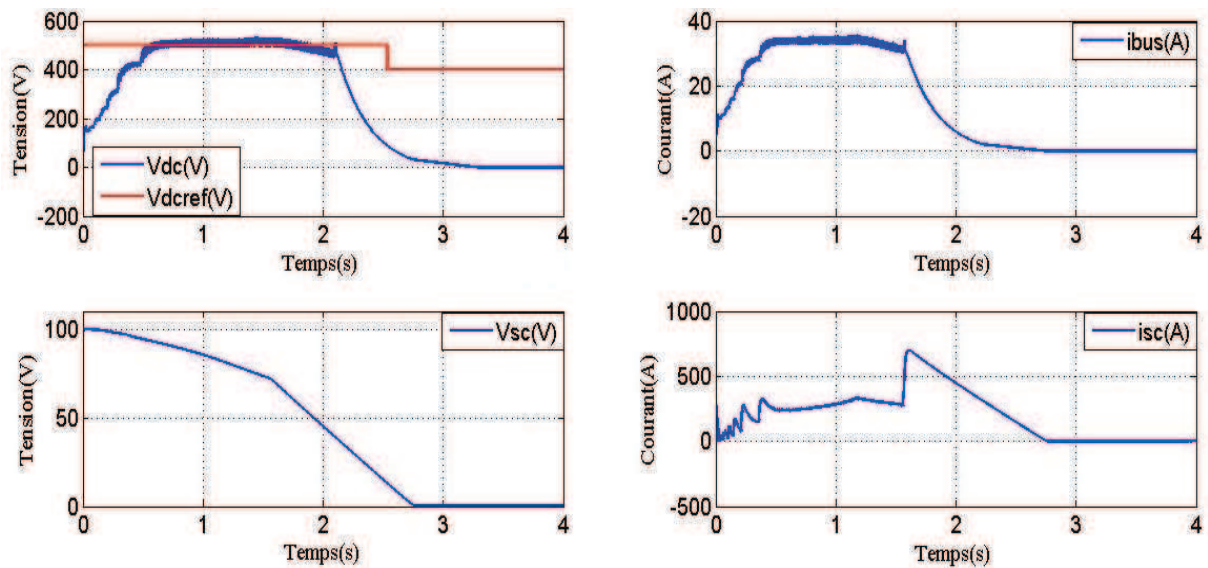 Tension(V)
600
400
200
0
-200
Vdc(V)
Vdcref(V)
0 1 2 3 4
Temps(s)
Courant(A)
40
20
0
-20
ibus(A)
0 1 2 3 4
Temps(s)
Tension(V)
100
50
0
Vsc(V)
0 1 2 3 4
Temps(s)
Courant(A)
1000
500
0
-500
isc(A)
0 1 2 3 4
Temps(s)